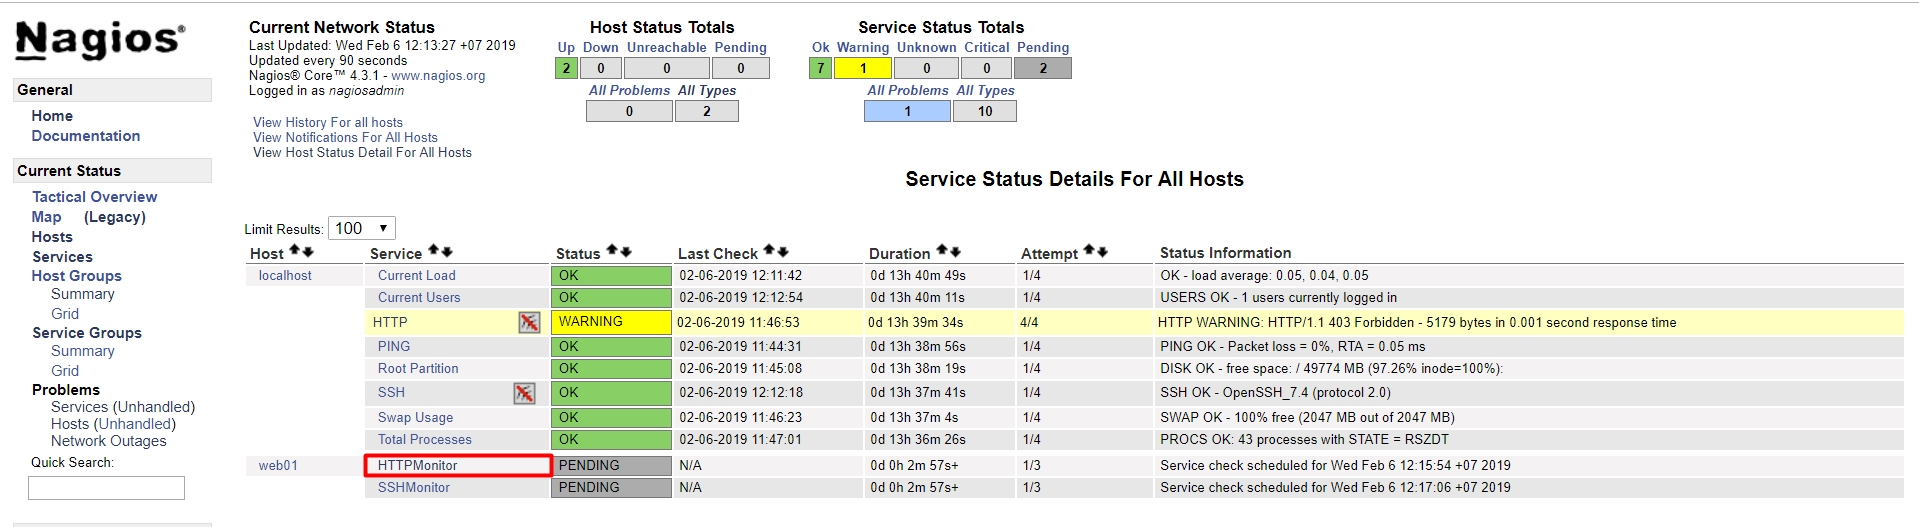 Nagios®
General
Home
Documentation
Current Status
Tactical Overview
Map (Legacy)
Hosts
Services
Host Groups
Summary
Grid
Service Groups
Summary
Grid
Problems
Services (Unhandled)
Hosts (Unhandled)
Network Outages
Quick Search:
Current Network Status
Last Updated: Wed Feb 6 12:13:27 +07 2019
Updated every 90 seconds
Nagios® Core™ 4.3.1 - www.nagios.org
Logged in as nagiosadmin
View History For all hosts
View Notifications For All Hosts
View Host Status Detail For All Hosts
Host Status Totals
Up Down Unreachable Pending
2 0 0 0
All Problems All Types
0 2
Service Status Totals
Ok Warning Unknown Critical Pending
7 1 0 0 2
All Problems All Types
1 10
Service Status Details For All Hosts
Limit Results: 100
Host Service Status Last Check Duration Attempt Status Information
localhost Current Load OK 02-06-2019 12:11:42 0d 13h 40m 49s 1/4 OK - load average: 0.05, 0.04, 0.05
Current Users OK 02-06-2019 12:12:54 0d 13h 40m 11s 1/4 USERS OK - 1 users currently logged in
HTTP WARNING 02-06-2019 11:46:53 0d 13h 39m 34s 4/4 HTTP WARNING: HTTP/1.1 403 Forbidden - 5179 bytes in 0.001 second response time
PING OK 02-06-2019 11:44:31 0d 13h 38m 56s 1/4 PING OK - Packet loss = 0%, RTA = 0.05 ms
Root Partition OK 02-06-2019 11:45:08 0d 13h 38m 19s 1/4 DISK OK - free space: / 49774 MB (97.26% inode=100%):
SSH OK 02-06-2019 12:12:18 0d 13h 37m 41s 1/4 SSH OK - OpenSSH_7.4 (protocol 2.0)
Swap Usage OK 02-06-2019 11:46:23 0d 13h 37m 4s 1/4 SWAP OK - 100% free (2047 MB out of 2047 MB)
Total Processes OK 02-06-2019 11:47:01 0d 13h 36m 26s 1/4 PROCS OK: 43 processes with STATE = RSZDT
web01 HTTPMonitor PENDING N/A 0d 0h 2m 57s+ 1/3 Service check scheduled for Wed Feb 6 12:15:54 +07 2019
SSHMonitor PENDING N/A 0d 0h 2m 57s+ 1/3 Service check scheduled for Wed Feb 6 12:17:06 +07 2019